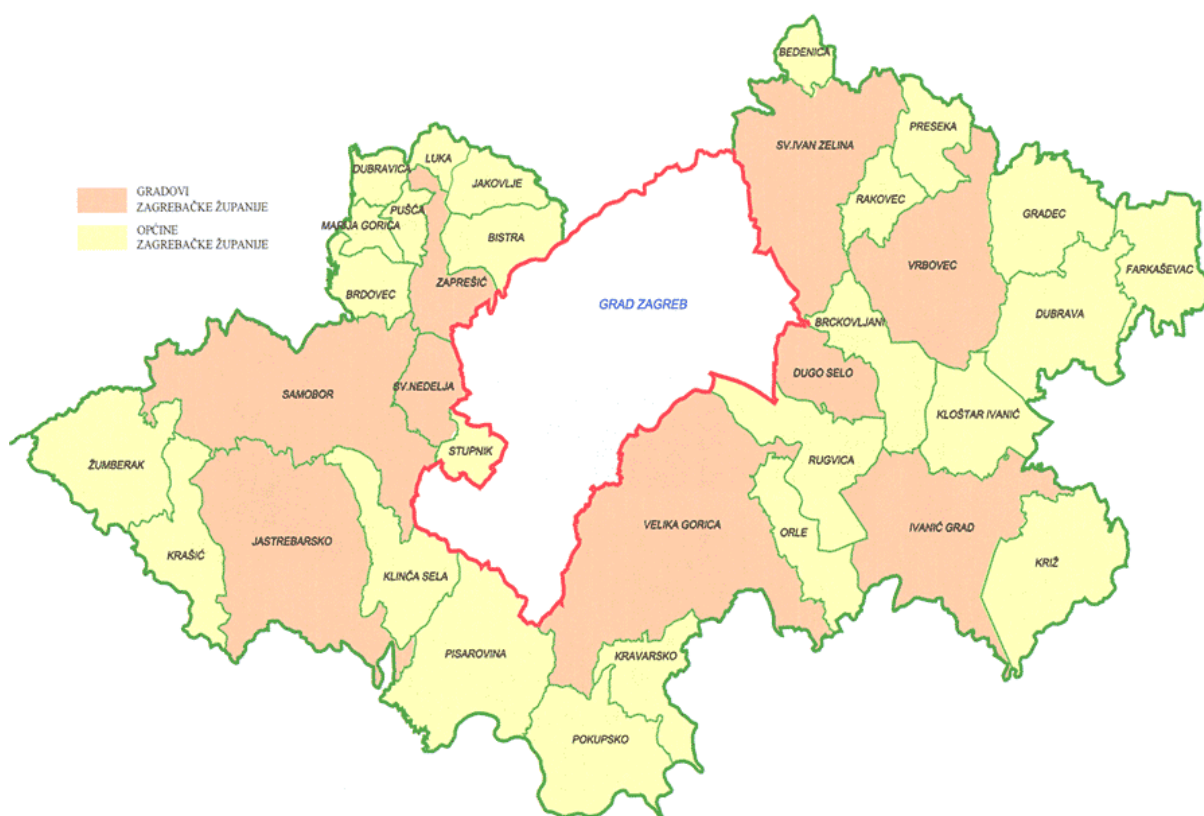 BEDENICA
PRESEKA
SV.IVAN ZELINA
LUKA
DUBRAVICA
JAKOVLJE
GRADOVI
ZAGREBAČKE ŽUPANIJE
RAKOVEC
PUŠČA
GRADEC
MARIJA GORICA
OPĆINE
ZAGREBAČKE ŽUPANIJE
BISTRA
VRBOVEC
FARKAŠEVAC
ZAPREŠIĆ
BRDOVEC
GRAD ZAGREB
DUBRAVA
BRCKOVLJANI
DUGO SELO
SV.NEDELJA
SAMOBOR
KLOŠTAR IVANIĆ
STUPNIK
RUGVICA
ŽUMBERAK
VELIKA GORICA
IVANIĆ GRAD
ORLE
JASTREBARSKO
KRAŠIĆ
KRIŽ
KLINČA SELA
PISAROVINA
KRAVARSKO
POKUPSKO